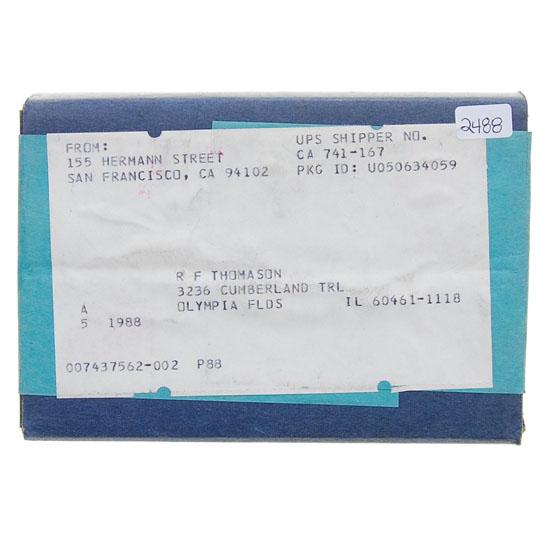 2488
FROM:
155 HERMANN STREET
SAN FRANCISCO, CA 94102
UPS SHIPPER NO.
CA 741-167
PKG ID: U050634059
R F THOMASON
3236 CUMBERLAND TRL
OLYMPIA FLDS IL 60461-1118
A
5 1988
007437562-002 P88